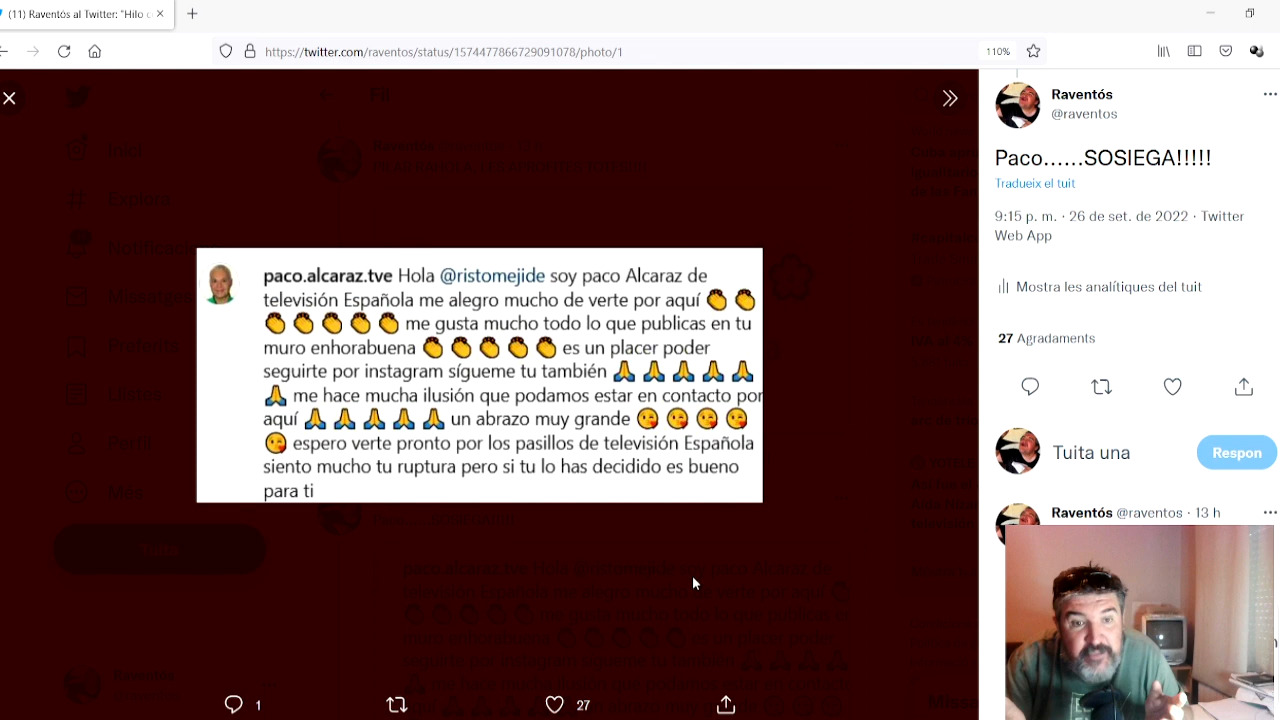 (11) Raventós al Twitter: "Hilo c
https://twitter.com/raventos/status/1574477866729091078/photo/1
110%
Fil
Inici
Explora
Notificacio
Missatges
Preferits
Llistes
Perfil
Més
Tuita
Raventós
paco.alcaraz.tve Hola @ristomejide soy paco Alcaraz de
televisión Española me alegro mucho de verte por aquí 👏 👏
👏 👏 👏 👏 👏 me gusta mucho todo lo que publicas en tu
muro enhorabuena 👏 👏 👏 👏 👏 es un placer poder
seguirte por instagram sígueme tu también 🙏 🙏 🙏 🙏 🙏
🙏 me hace mucha ilusión que podamos estar en contacto por
aquí 🙏 🙏 🙏 🙏 🙏 un abrazo muy grande 😘 😘 😘 😘
😘 espero verte pronto por los pasillos de televisión Española
siento mucho tu ruptura pero si tu lo has decidido es bueno
para ti
1
27
Raventós
@raventos
Paco......SOSIEGA!!!!!
Tradueix el tuit
9:15 p. m. · 26 de set. de 2022 · Twitter
Web App
Mostra les analítiques del tuit
27 Agradaments
Tuita una
Respon
Raventós @raventos · 13 h